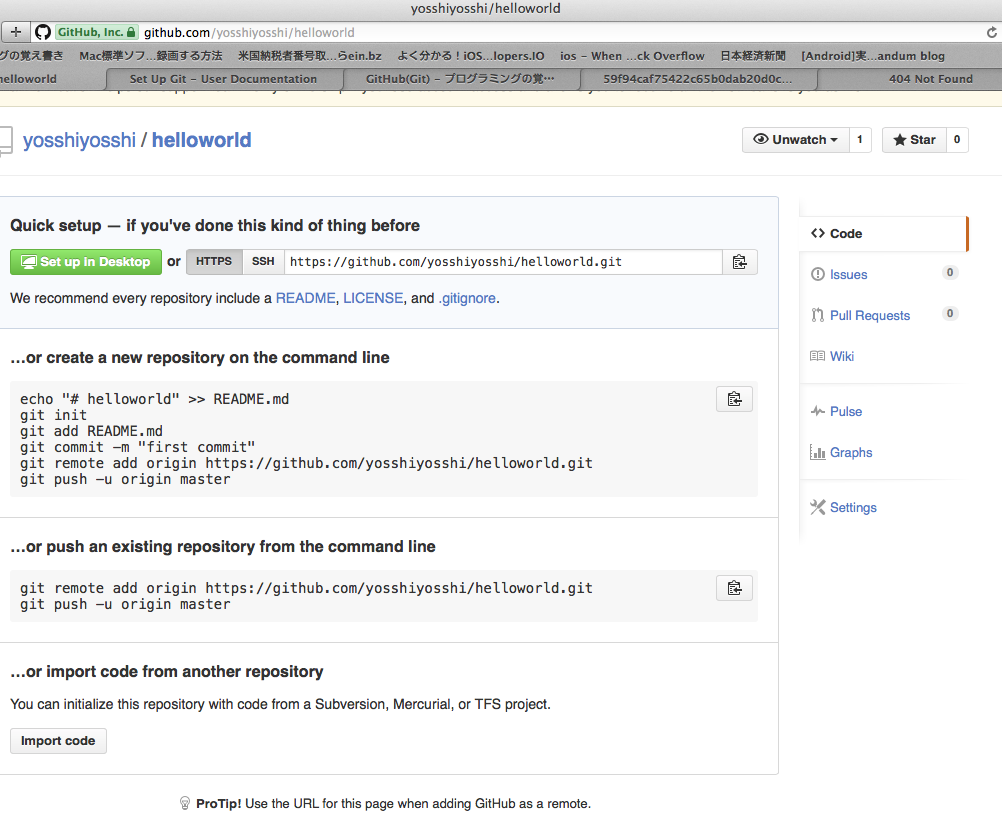 yosshiyosshi/helloworld
GitHub, Inc. github.com/yosshiyosshi/helloworld
グの覚え書き Mac標準ソフ...録画する方法 米国納税者番号取...らein.bz よく分かる!iOS...lopers.IO ios - When ...ck Overflow 日本経済新聞 [Android]実...andum blog
helloworld Set Up Git - User Documentation GitHub(Git) - プログラミングの覚… 59f94caf75422c65b0dab20d0c... 404 Not Found
yosshiyosshi / helloworld Unwatch 1 Star 0
Quick setup — if you've done this kind of thing before
Set up in Desktop or HTTPS SSH https://github.com/yosshiyosshi/helloworld.git
We recommend every repository include a README, LICENSE, and .gitignore.
…or create a new repository on the command line
echo "# helloworld" >> README.md
git init
git add README.md
git commit -m "first commit"
git remote add origin https://github.com/yosshiyosshi/helloworld.git
git push -u origin master
…or push an existing repository from the command line
git remote add origin https://github.com/yosshiyosshi/helloworld.git
git push -u origin master
…or import code from another repository
You can initialize this repository with code from a Subversion, Mercurial, or TFS project.
Import code
ProTip! Use the URL for this page when adding GitHub as a remote.
Code
Issues 0
Pull Requests 0
Wiki
Pulse
Graphs
Settings